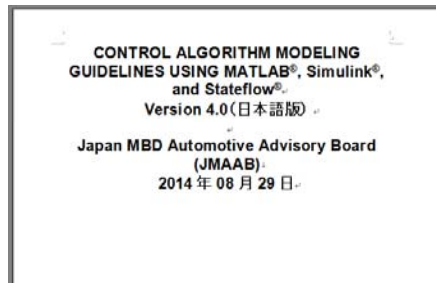 CONTROL ALGORITHM MODELING
GUIDELINES USING MATLAB®, Simulink®,
and Stateflow®
Version 4.0(日本語版)
Japan MBD Automotive Advisory Board
(JMAAB)
2014 年 08 月 29 日